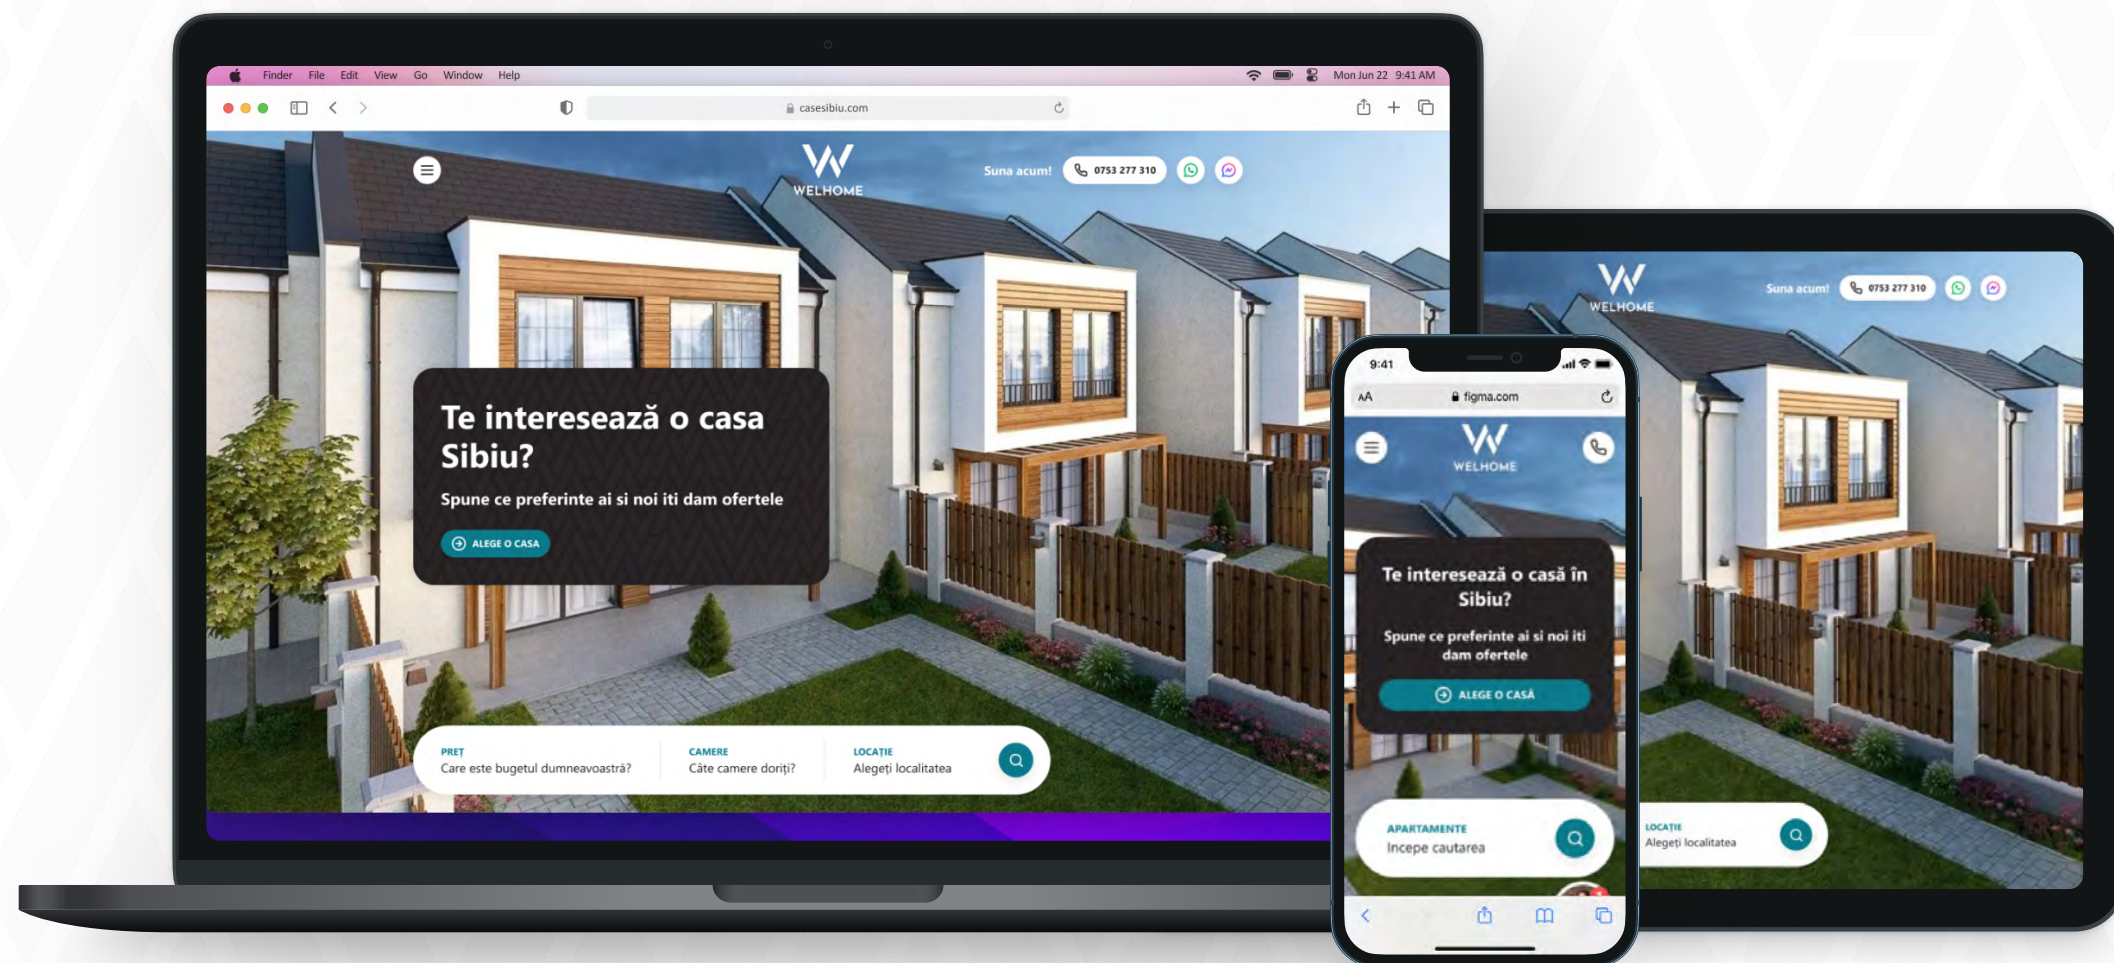 Finder File Edit View Go Window Help
Mon Jun 22 9:41 AM
casesibiu.com
WELHOME
Suna acum!
0753 277 310
Te interesează o casa
Sibiu?
Spune ce preferinte ai si noi iti dam ofertele
ALEGE O CASA
PREȚ
Care este bugetul dumneavoastră?
CAMERE
Câte camere doriți?
LOCAȚIE
Alegeți localitatea
WELHOME
Suna acum!
0753 277 310
LOCAȚIE
Alegeți localitatea
9:41
AA
figma.com
WELHOME
Te interesează o casă în
Sibiu?
Spune ce preferinte ai si noi iti
dam ofertele
ALEGE O CASĂ
APARTAMENTE
Incepe cautarea
1